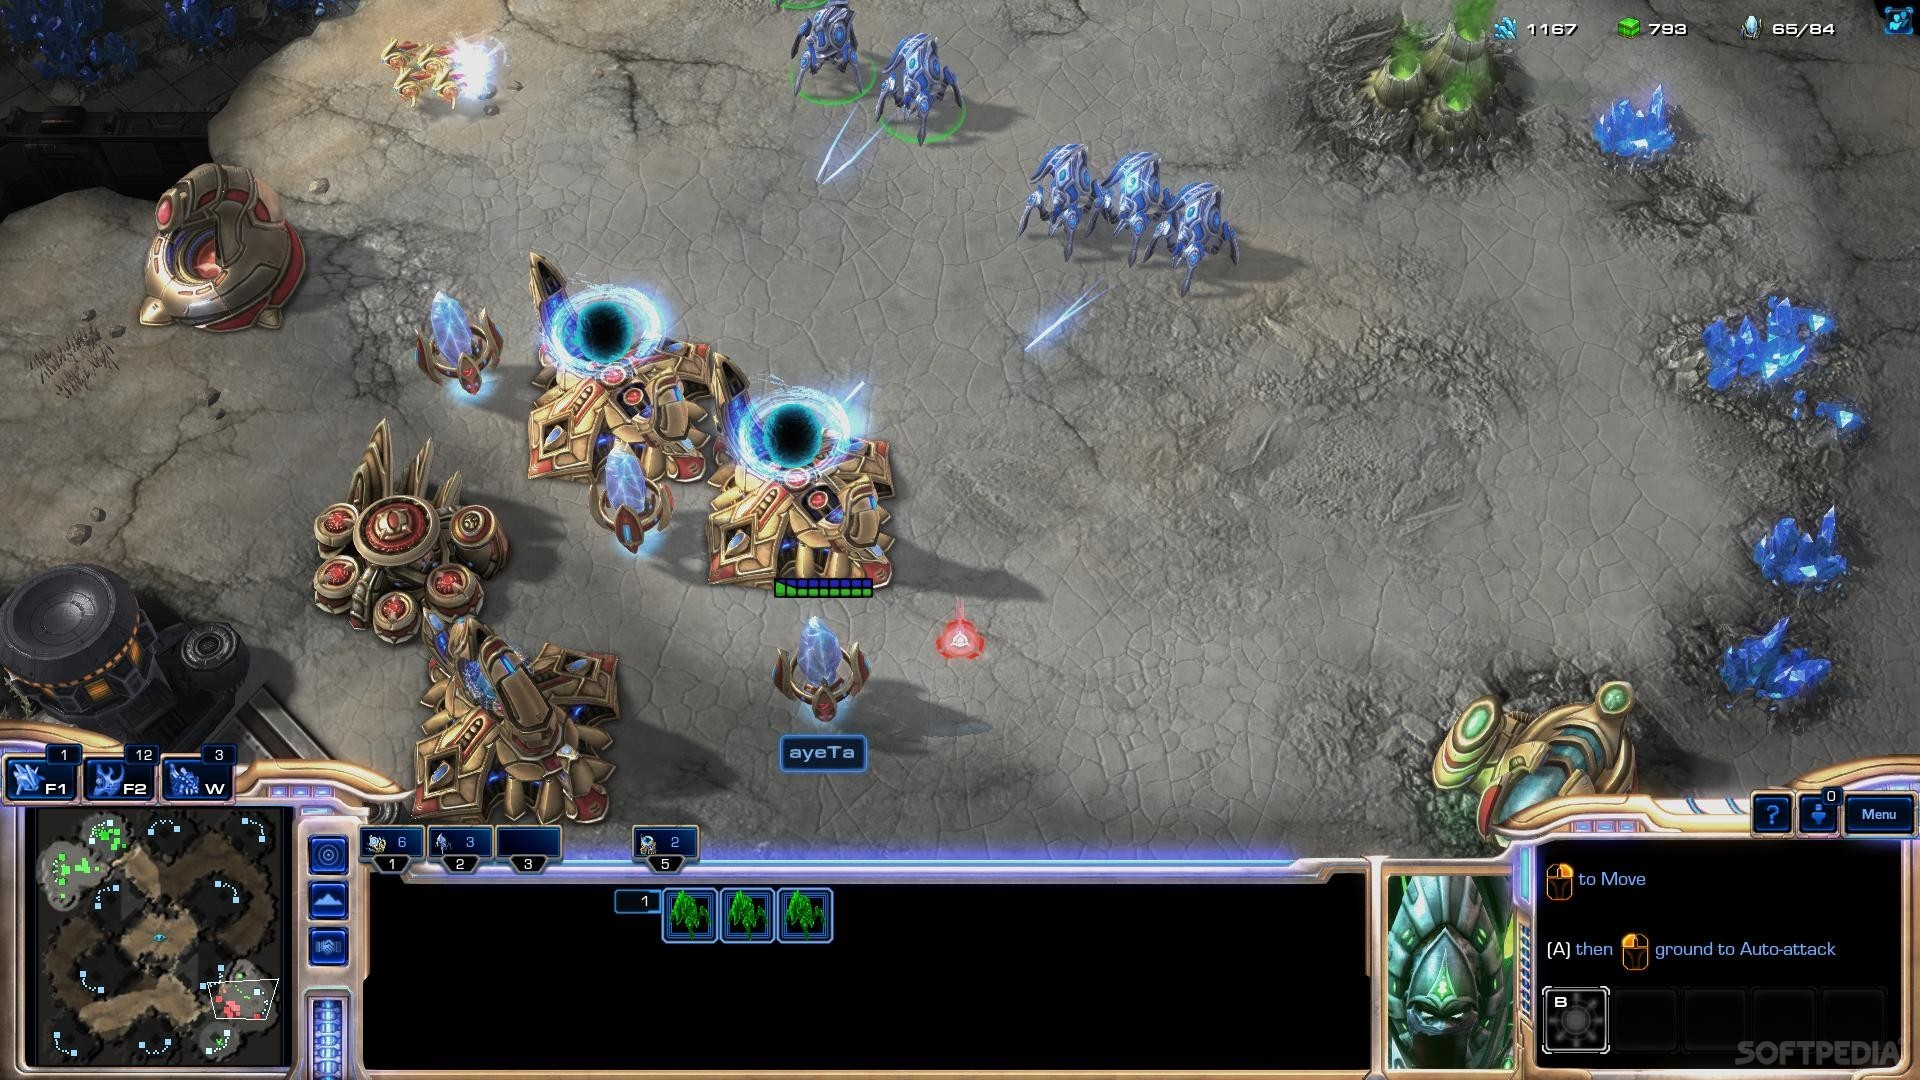 1167 793 65/84
ayeTa
1 12 3
F1 F2 W
6 3 2
1 2 3 5
1
? 0 Menu
to Move
(A) then ground to Auto-attack
B
SOFTPEDIA